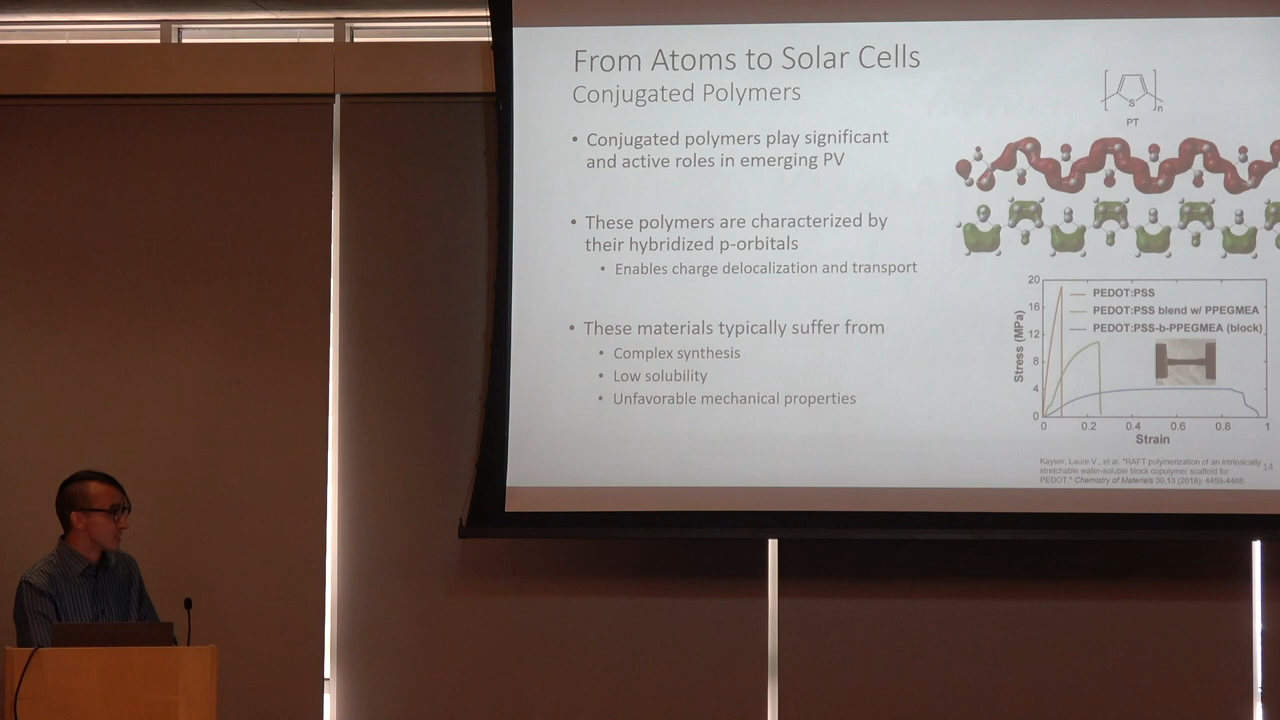 From Atoms to Solar Cells
Conjugated Polymers
• Conjugated polymers play significant
and active roles in emerging PV
• These polymers are characterized by
their hybridized p-orbitals
• Enables charge delocalization and transport
• These materials typically suffer from
• Complex synthesis
• Low solubility
• Unfavorable mechanical properties
S
n
PT
20
16
12
8
4
0
Stress (MPa)
PEDOT:PSS
PEDOT:PSS blend w/ PPEGMEA
PEDOT:PSS-b-PPEGMEA (block)
0 0.2 0.4 0.6 0.8 1
Strain
Kayser, Laure V., et al. "RAFT polymerization of an intrinsically
stretchable water-soluble block copolymer scaffold for
PEDOT." Chemistry of Materials 30.13 (2018): 4459-4468.
14